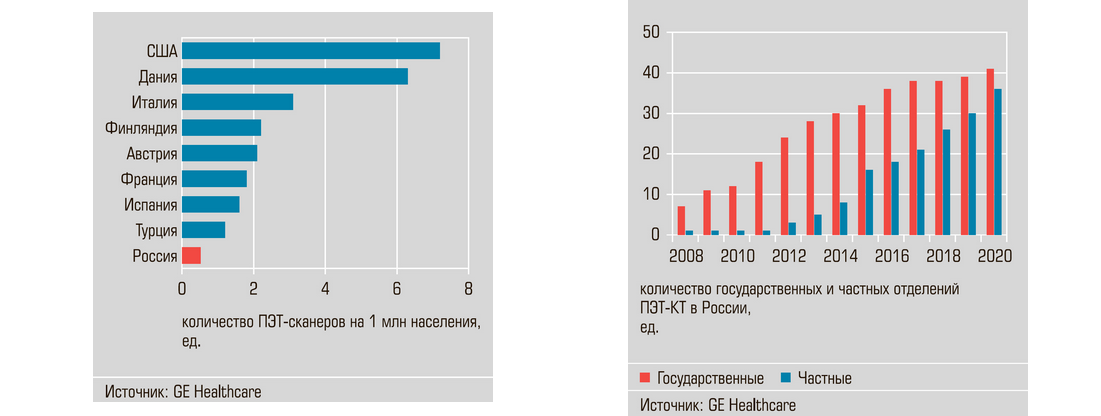 США
Дания
Италия
Финляндия
Австрия
Франция
Испания
Турция
Россия
0 2 4 6 8
количество ПЭТ-сканеров на 1 млн населения,
ед.
Источник: GE Healthcare
50
40
30
20
10
0
2008 2010 2012 2014 2016 2018 2020
количество государственных и частных отделений
ПЭТ-КТ в России,
ед.
Государственные Частные
Источник: GE Healthcare